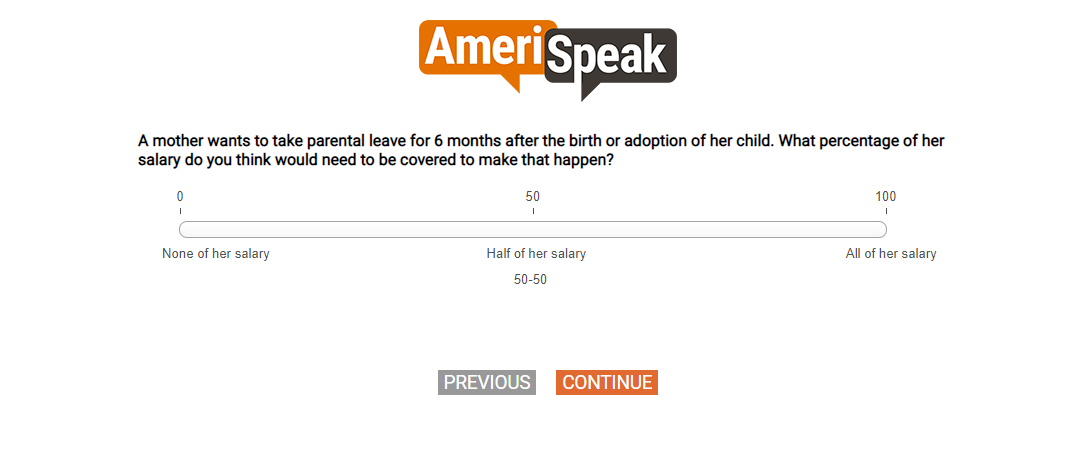 AmeriSpeak
A mother wants to take parental leave for 6 months after the birth or adoption of her child. What percentage of her
salary do you think would need to be covered to make that happen?
0 50 100
None of her salary Half of her salary All of her salary
50-50
PREVIOUS CONTINUE